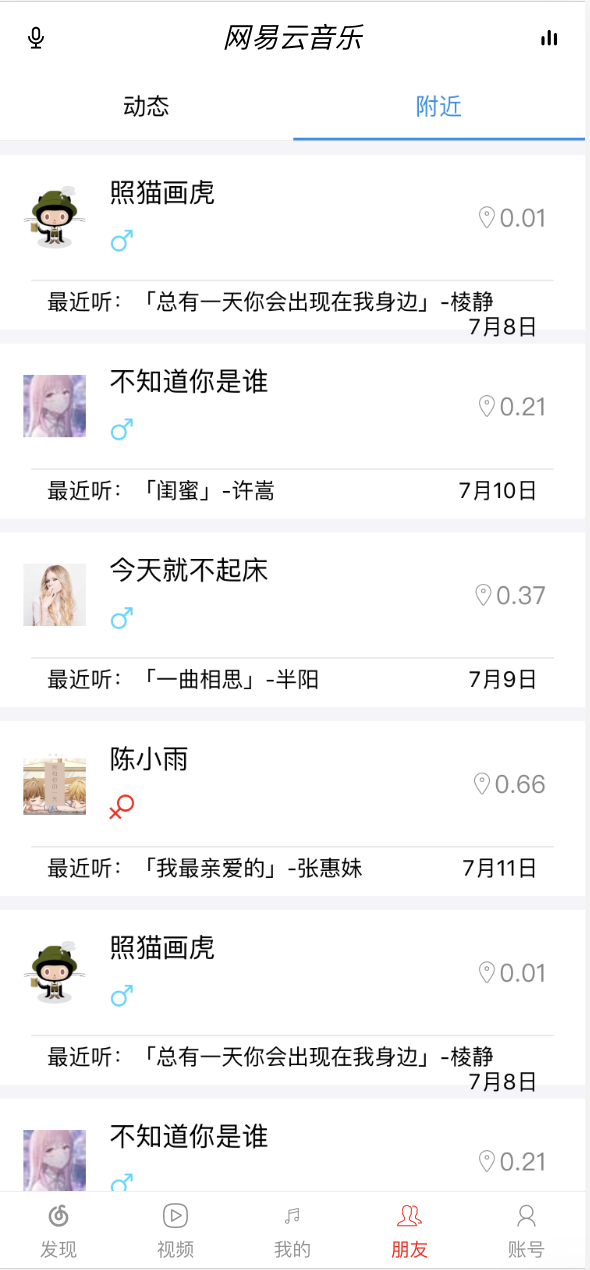 网易云音乐
动态
附近
照猫画虎
0.01
最近听：「总有一天你会出现在我身边」-棱静
7月8日
不知道你是谁
0.21
最近听：「闺蜜」-许嵩
7月10日
今天就不起床
0.37
最近听：「一曲相思」-半阳
7月9日
陈小雨
0.66
最近听：「我最亲爱的」-张惠妹
7月11日
照猫画虎
0.01
最近听：「总有一天你会出现在我身边」-棱静
7月8日
不知道你是谁
0.21
发现
视频
我的
朋友
账号